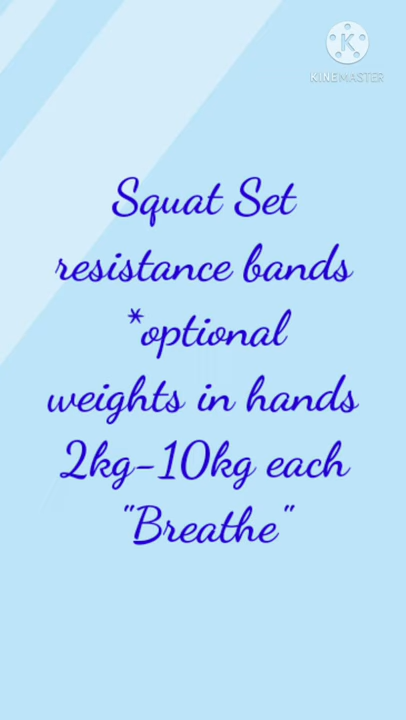 KINEMASTER
Squat Set
resistance bands
*optional
weights in hands
2kg-10kg each
"Breathe"